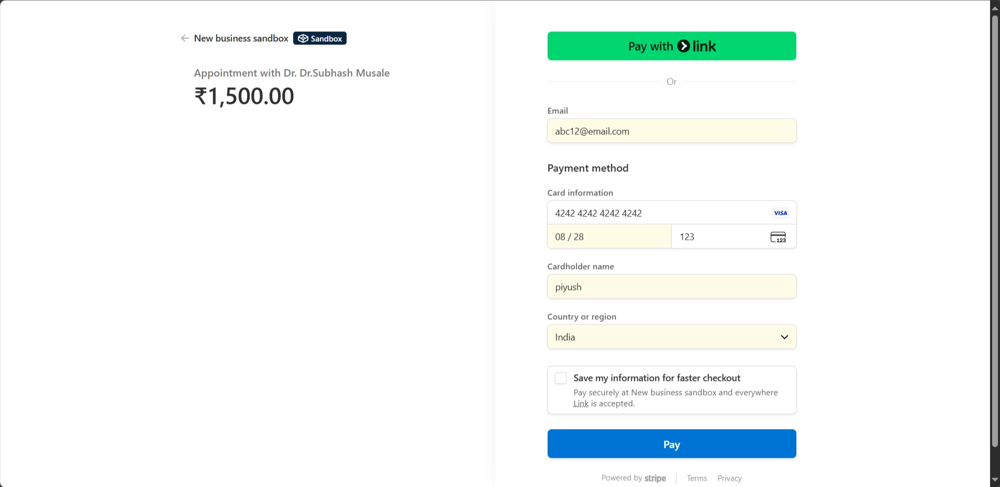 New business sandbox Sandbox
Appointment with Dr. Dr.Subhash Musale
₹1,500.00
Pay with link
Or
Email
abc12@email.com
Payment method
Card information
4242 4242 4242 4242 VISA
08 / 28 123 123
Cardholder name
piyush
Country or region
India
Save my information for faster checkout
Pay securely at New business sandbox and everywhere
Link is accepted.
Pay
Powered by stripe Terms Privacy